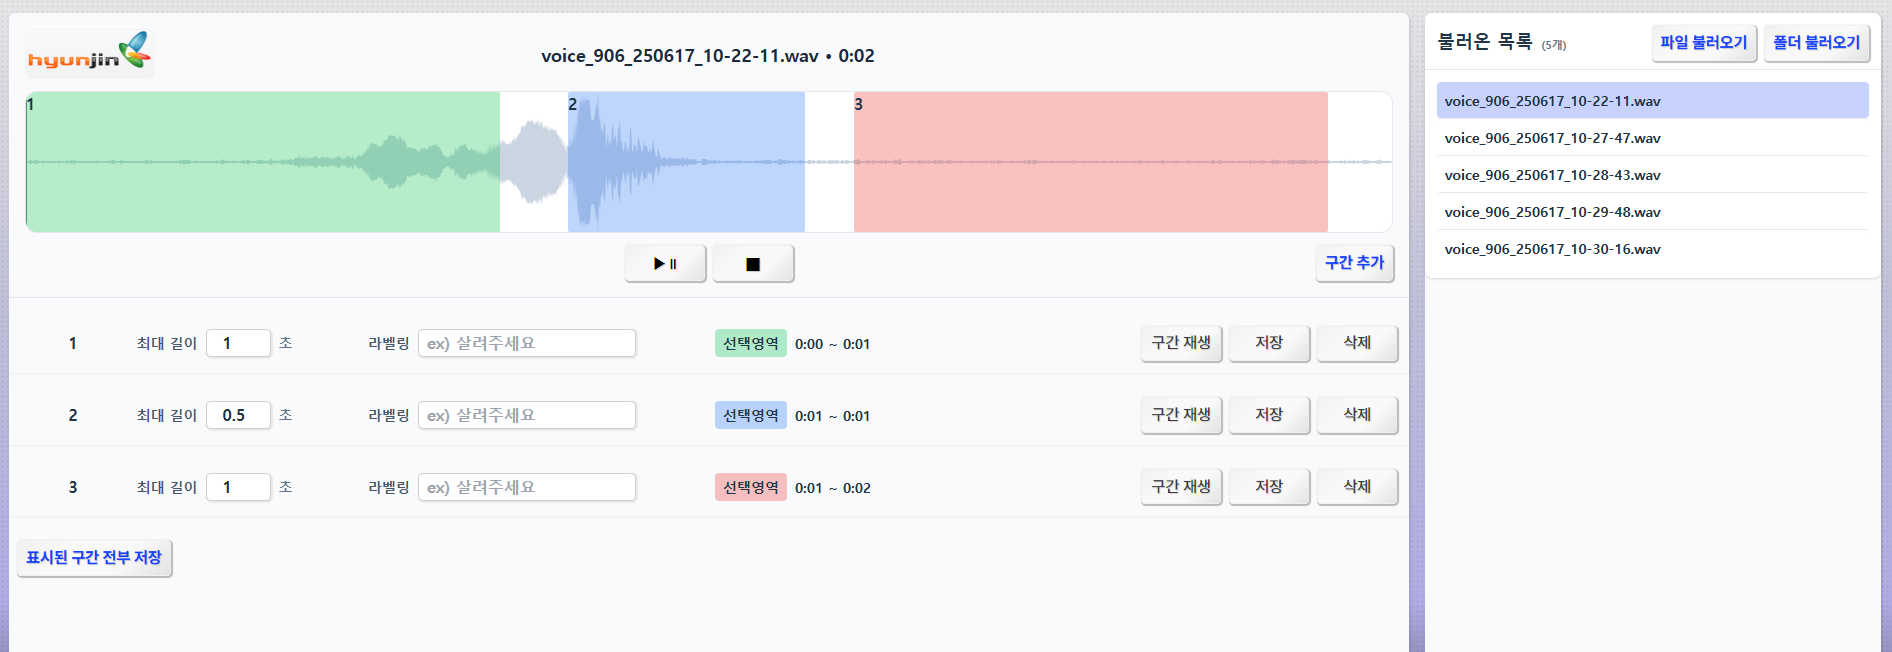 hyunjin
voice_906_250617_10-22-11.wav • 0:02
1
2
3
구간 추가
1 최대 길이 1 초 라벨링 ex) 살려주세요 선택영역 0:00 ~ 0:01 구간 재생 저장 삭제
2 최대 길이 0.5 초 라벨링 ex) 살려주세요 선택영역 0:01 ~ 0:01 구간 재생 저장 삭제
3 최대 길이 1 초 라벨링 ex) 살려주세요 선택영역 0:01 ~ 0:02 구간 재생 저장 삭제
표시된 구간 전부 저장
불러온 목록 (5개) 파일 불러오기 폴더 불러오기
voice_906_250617_10-22-11.wav
voice_906_250617_10-27-47.wav
voice_906_250617_10-28-43.wav
voice_906_250617_10-29-48.wav
voice_906_250617_10-30-16.wav